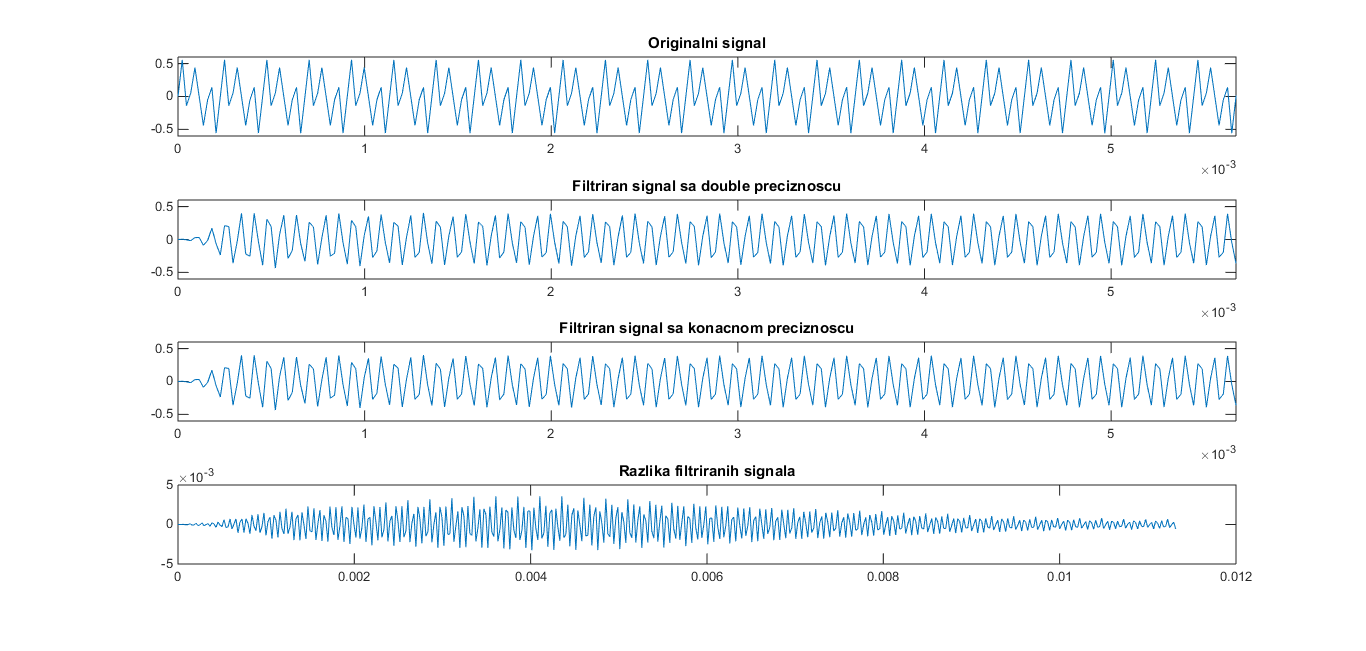 Originalni signal
0.5
0
-0.5
0 1 2 3 4 5
×10-3
Filtriran signal sa double preciznoscu
0.5
0
-0.5
0 1 2 3 4 5
×10-3
Filtriran signal sa konacnom preciznoscu
0.5
0
-0.5
0 1 2 3 4 5
×10-3
Razlika filtriranih signala
×10-3
5
0
-5
0 0.002 0.004 0.006 0.008 0.01 0.012